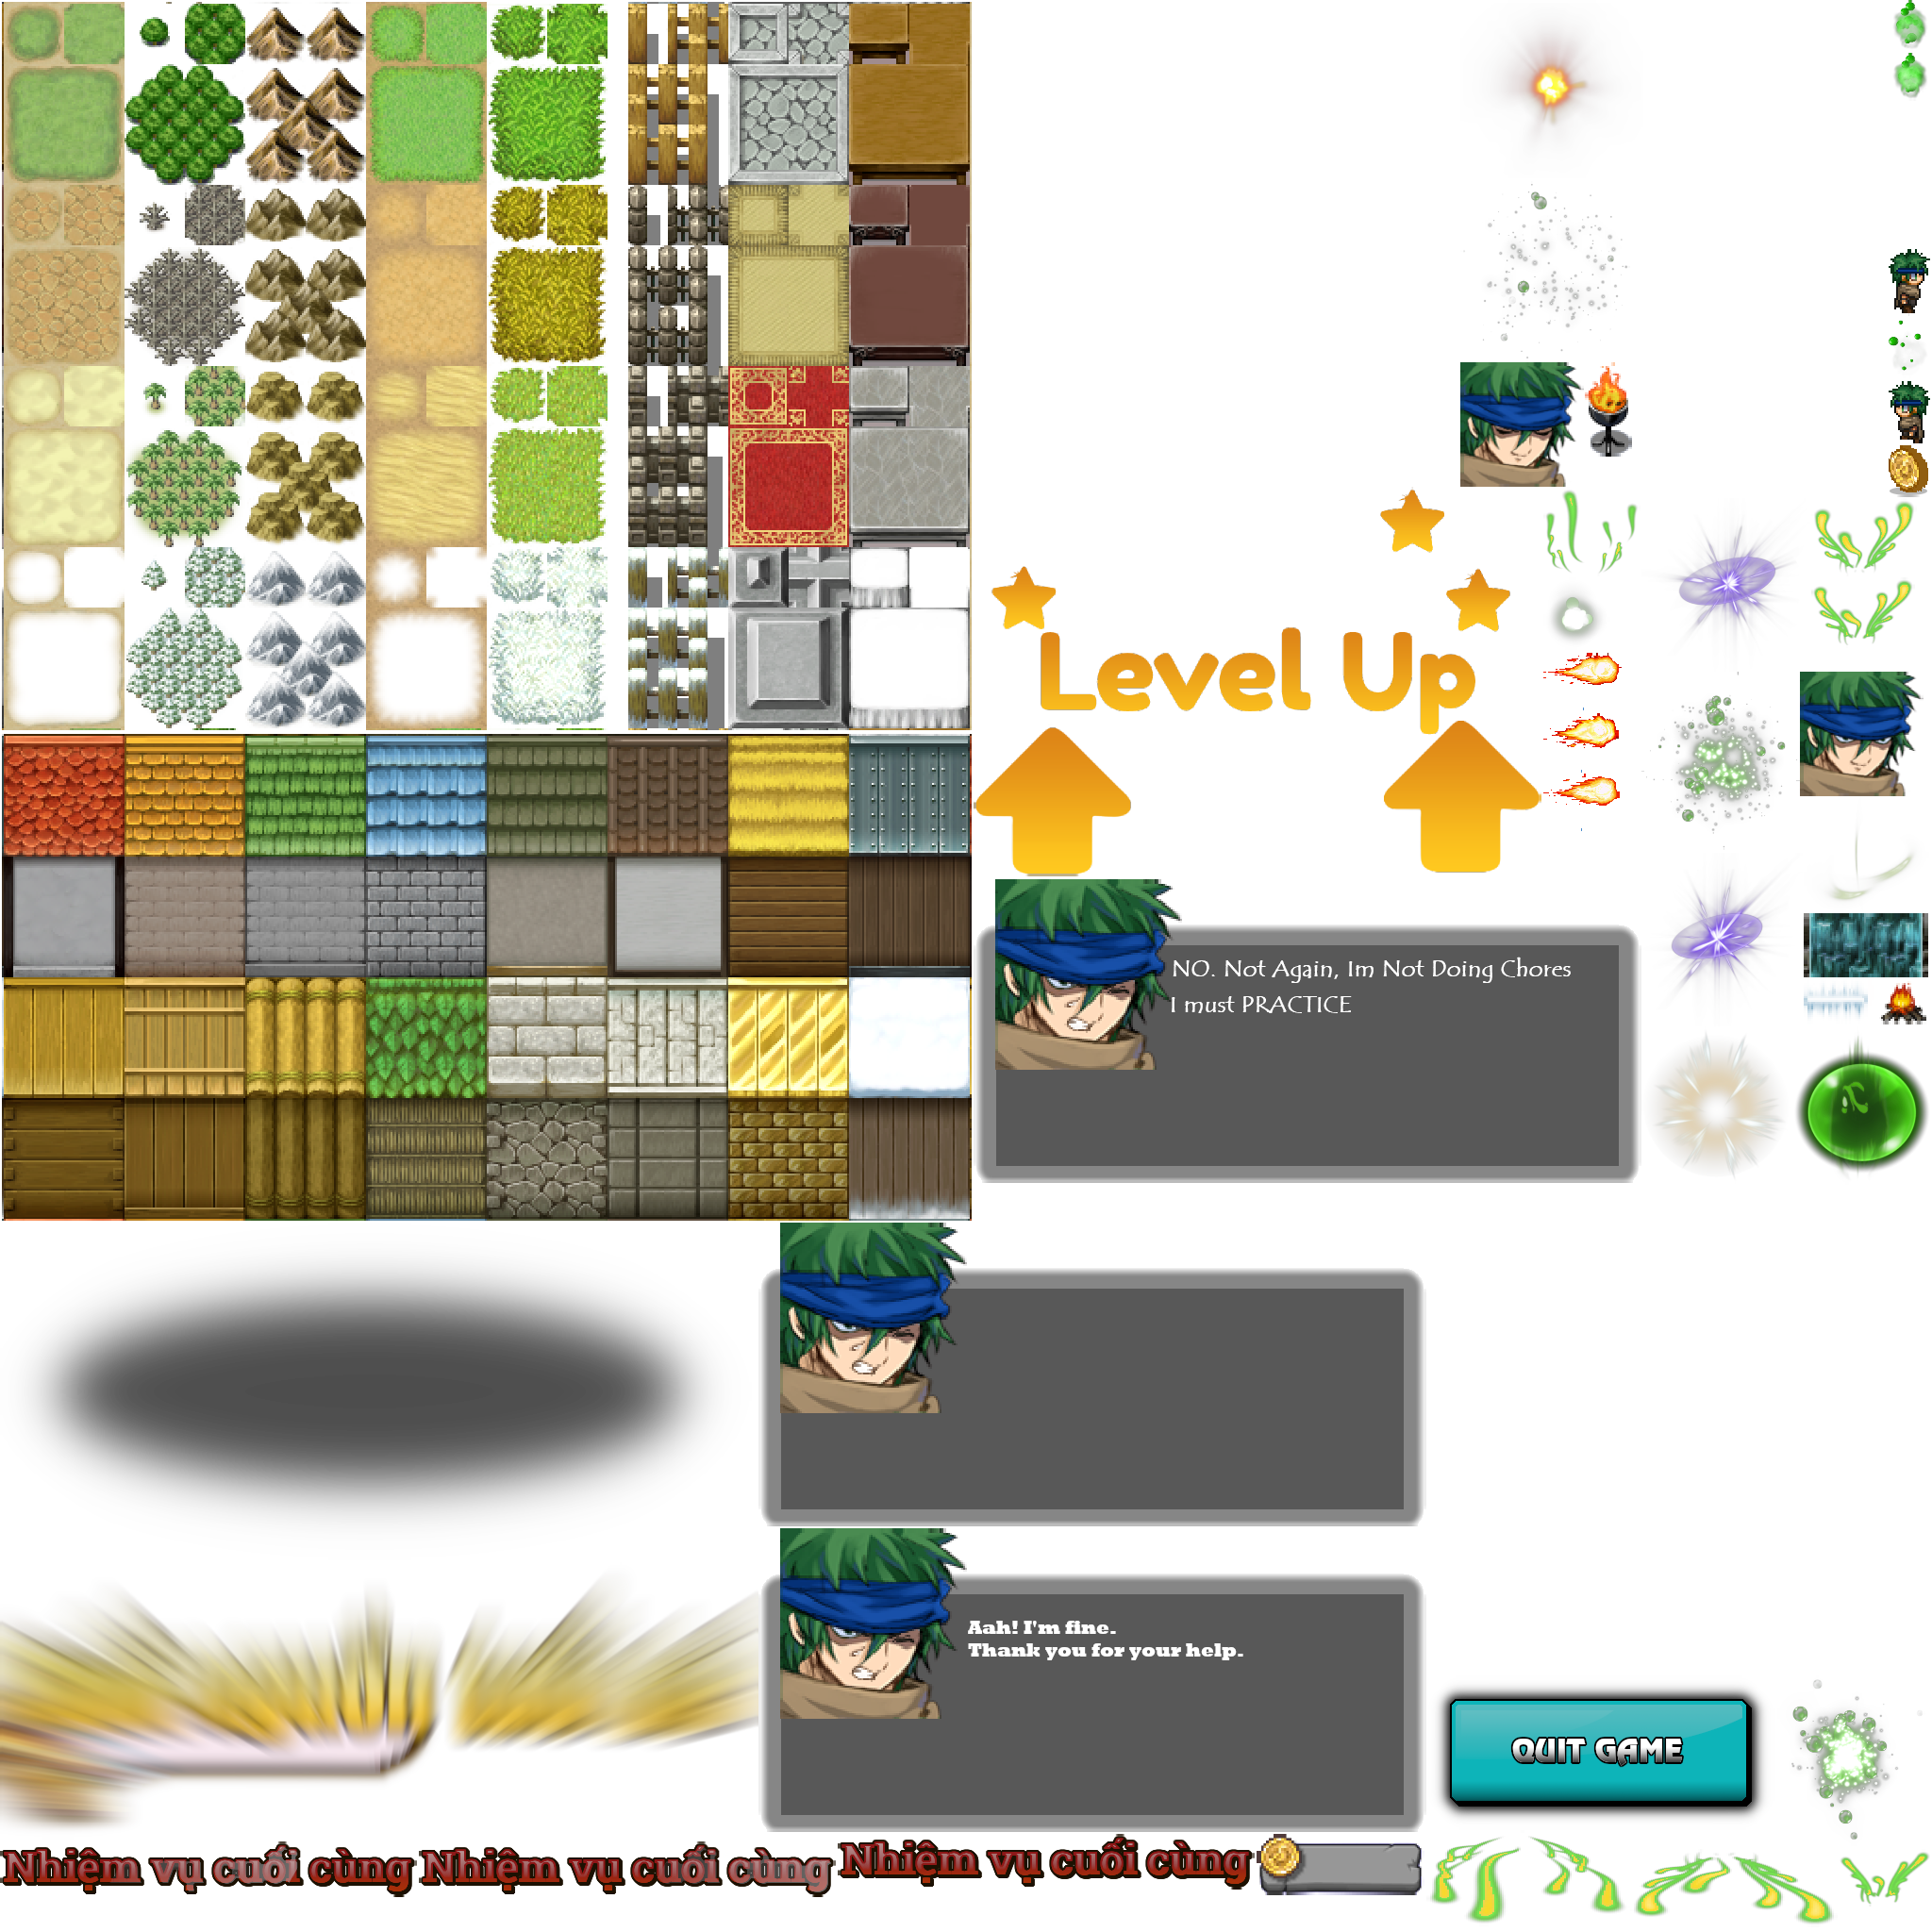 Level Up
NO. Not Again, Im Not Doing Chores
I must PRACTICE
Aah! I'm fine.
Thank you for your help.
QUIT GAME
Nhiệm vụ cuối cùng
Nhiệm vụ cuối cùng
Nhiệm vụ cuối cùng